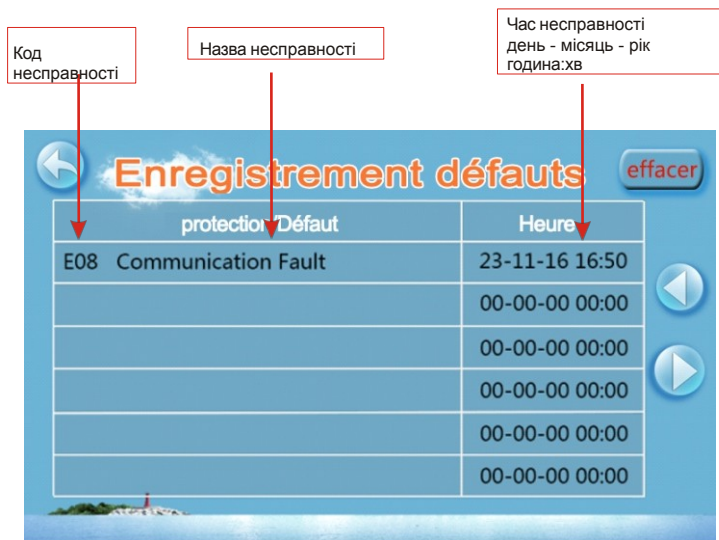 Код
несправності
Назва несправності
Час несправності
день - місяць - рік
година:хв
Enregistrement défauts
effacer
protection/Défaut Heure
E08 Communication Fault 23-11-16 16:50
00-00-00 00:00
00-00-00 00:00
00-00-00 00:00
00-00-00 00:00
00-00-00 00:00